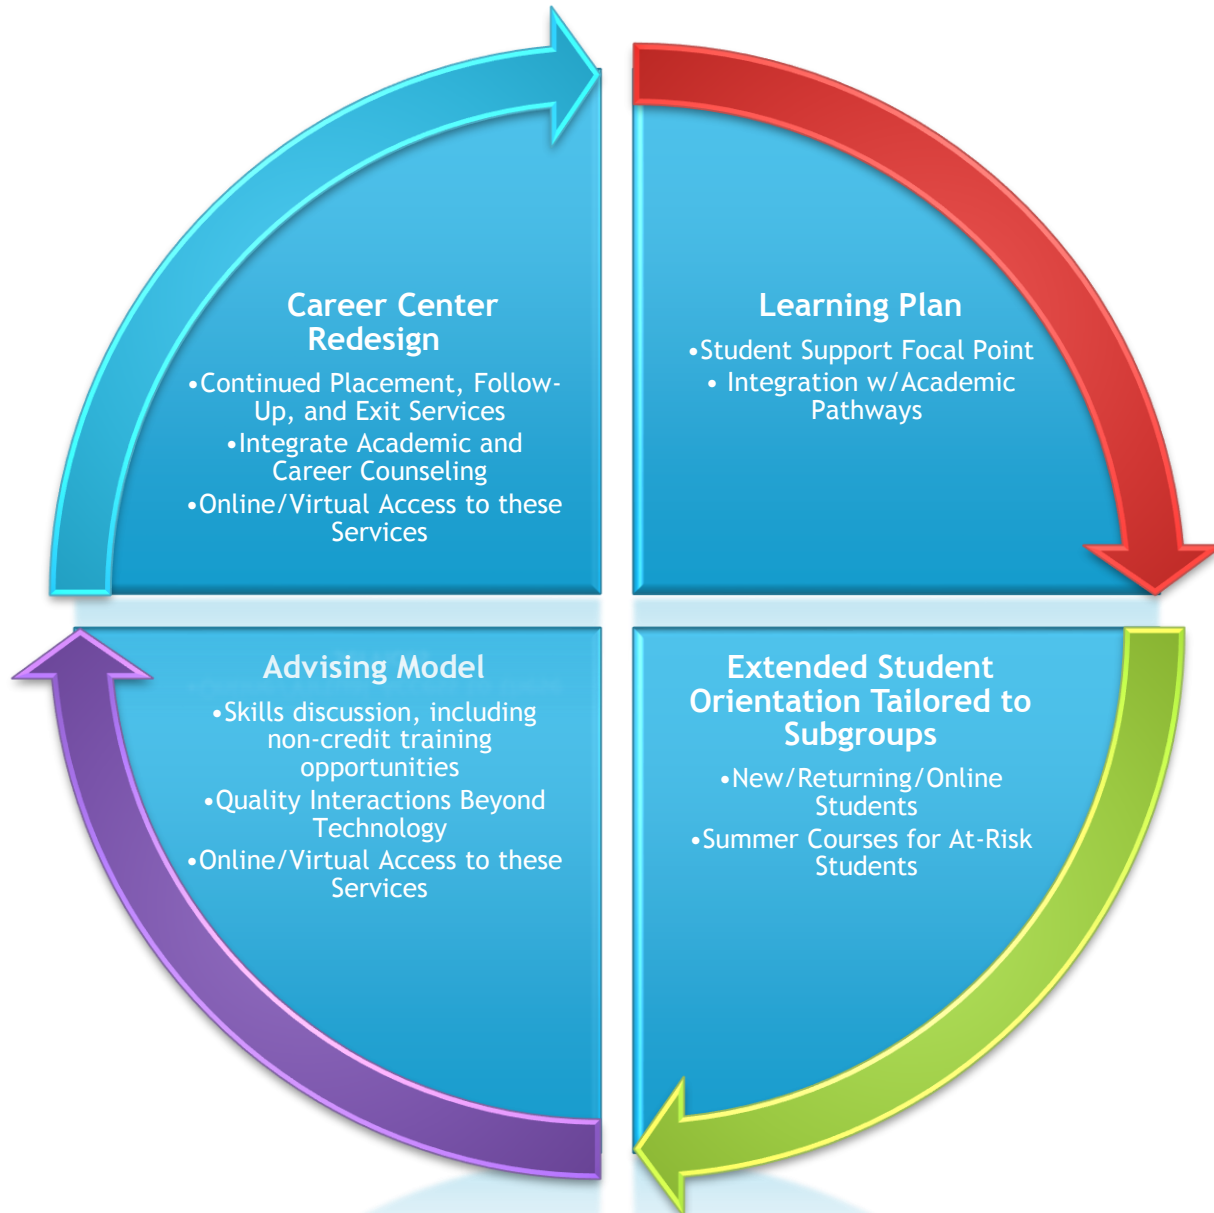 Career Center
Redesign
•Continued Placement, Follow-
Up, and Exit Services
•Integrate Academic and
Career Counseling
•Online/Virtual Access to these
Services
Learning Plan
•Student Support Focal Point
• Integration w/Academic
Pathways
Advising Model
•Skills discussion, including
non-credit training
opportunities
•Quality Interactions Beyond
Technology
•Online/Virtual Access to these
Services
Extended Student
Orientation Tailored to
Subgroups
•New/Returning/Online
Students
•Summer Courses for At-Risk
Students